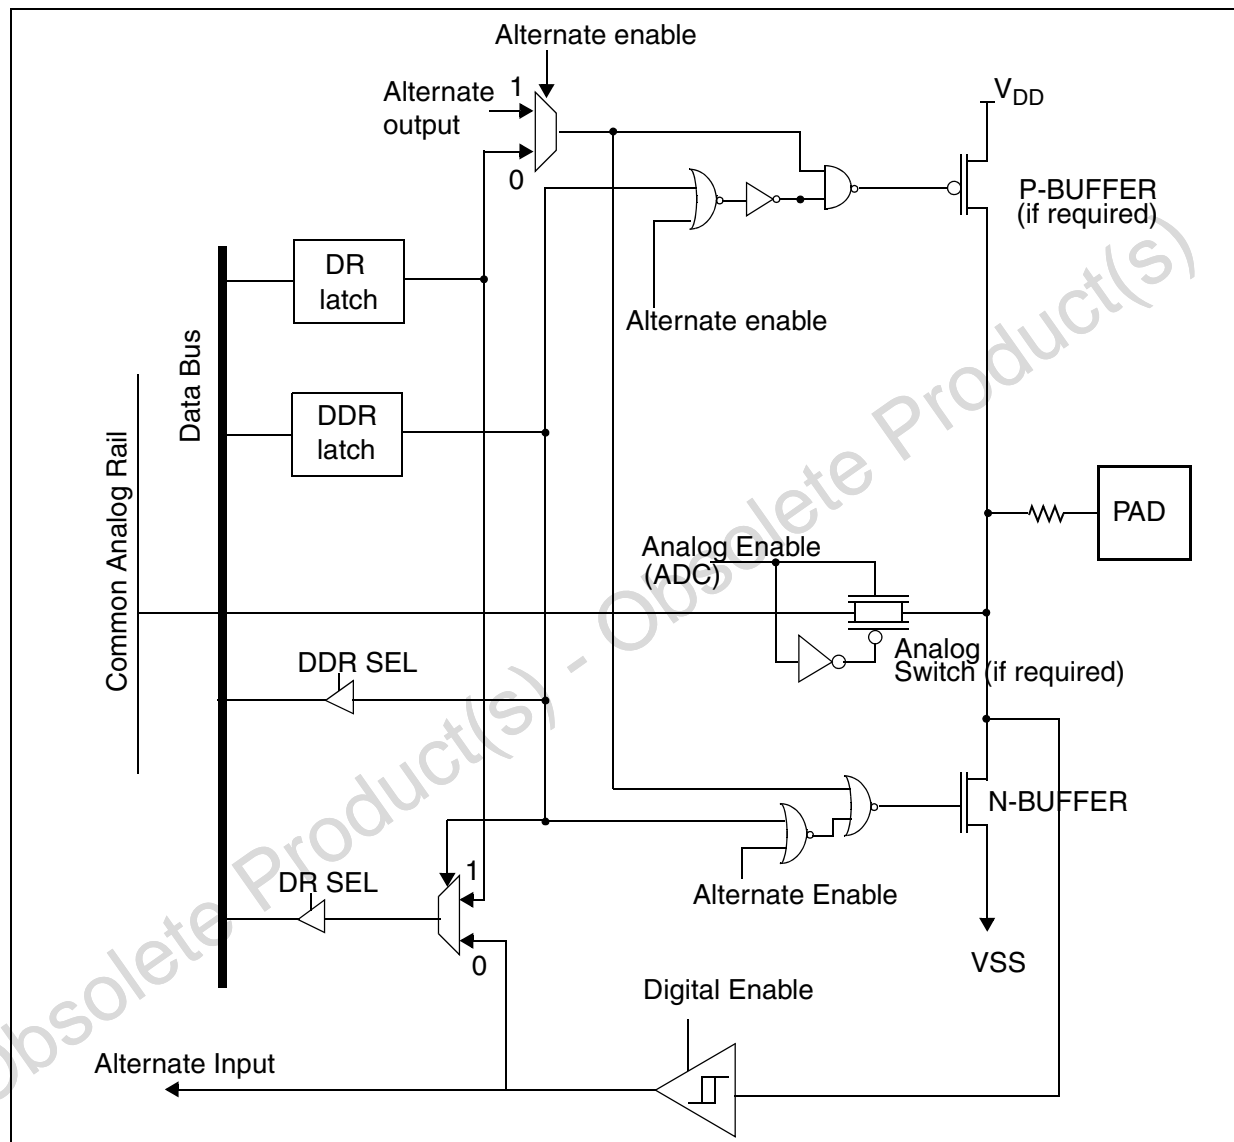 Alternate enable
1
Alternate
output
0
VDD
P-BUFFER
(if required)
DR
latch
Alternate enable
Data Bus
DDR
latch
Common Analog Rail
PAD
Analog Enable
(ADC)
Analog
Switch (if required)
DDR SEL
N-BUFFER
1
DR SEL
Alternate Enable
0
VSS
Digital Enable
Alternate Input
Obsolete Product(s) - Obsolete Product(s)